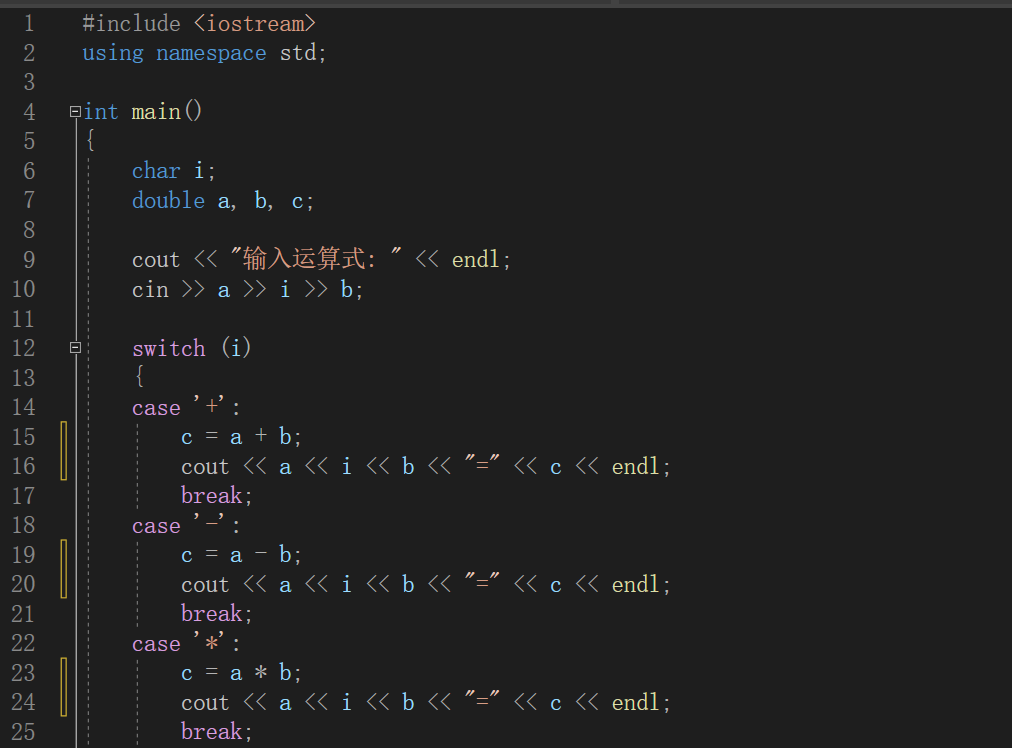 1 #include <iostream>
2 using namespace std;
3
4 int main()
5 {
6 char i;
7 double a, b, c;
8
9 cout << "输入运算式: " << endl;
10 cin >> a >> i >> b;
11
12 switch (i)
13 {
14 case '+':
15 c = a + b;
16 cout << a << i << b << "=" << c << endl;
17 break;
18 case '-':
19 c = a - b;
20 cout << a << i << b << "=" << c << endl;
21 break;
22 case '*':
23 c = a * b;
24 cout << a << i << b << "=" << c << endl;
25 break;